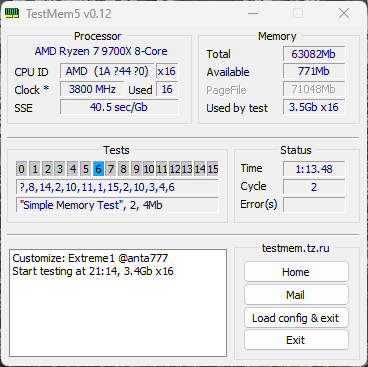 TestMem5 v0.12
Processor
AMD Ryzen 7 9700X 8-Core
CPU ID AMD (1A ?44 ?0) x16
Clock * 3800 MHz Used 16
SSE 40.5 sec/Gb
Memory
Total 63082Mb
Available 771Mb
PageFile 71048Mb
Used by test 3.5Gb x16
Tests
0 1 2 3 4 5 6 7 8 9 10 11 12 13 14 15
?,8,14,2,10,11,1,15,2,10,3,4,6
"Simple Memory Test", 2, 4Mb
Status
Time 1:13.48
Cycle 2
Error(s)
Customize: Extreme1 @anta777
Start testing at 21:14, 3.4Gb x16
testmem.tz.ru
Home
Mail
Load config & exit
Exit